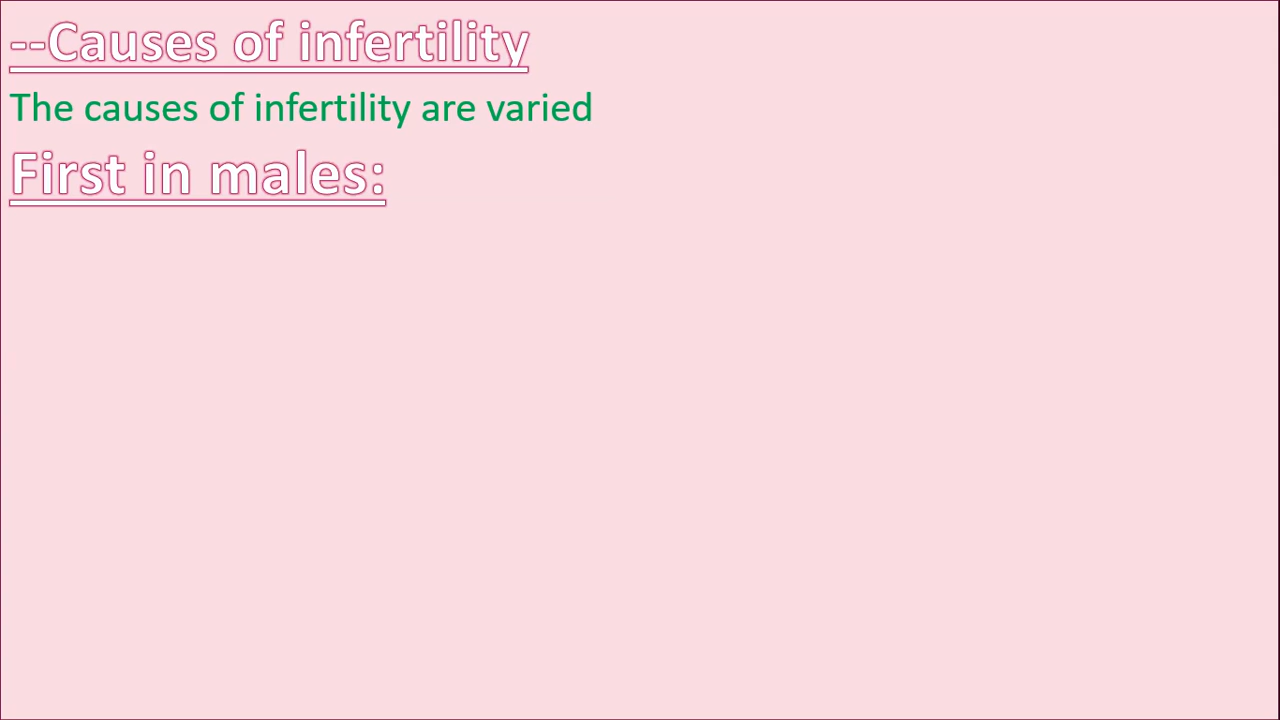 --Causes of infertility
The causes of infertility are varied
First in males: